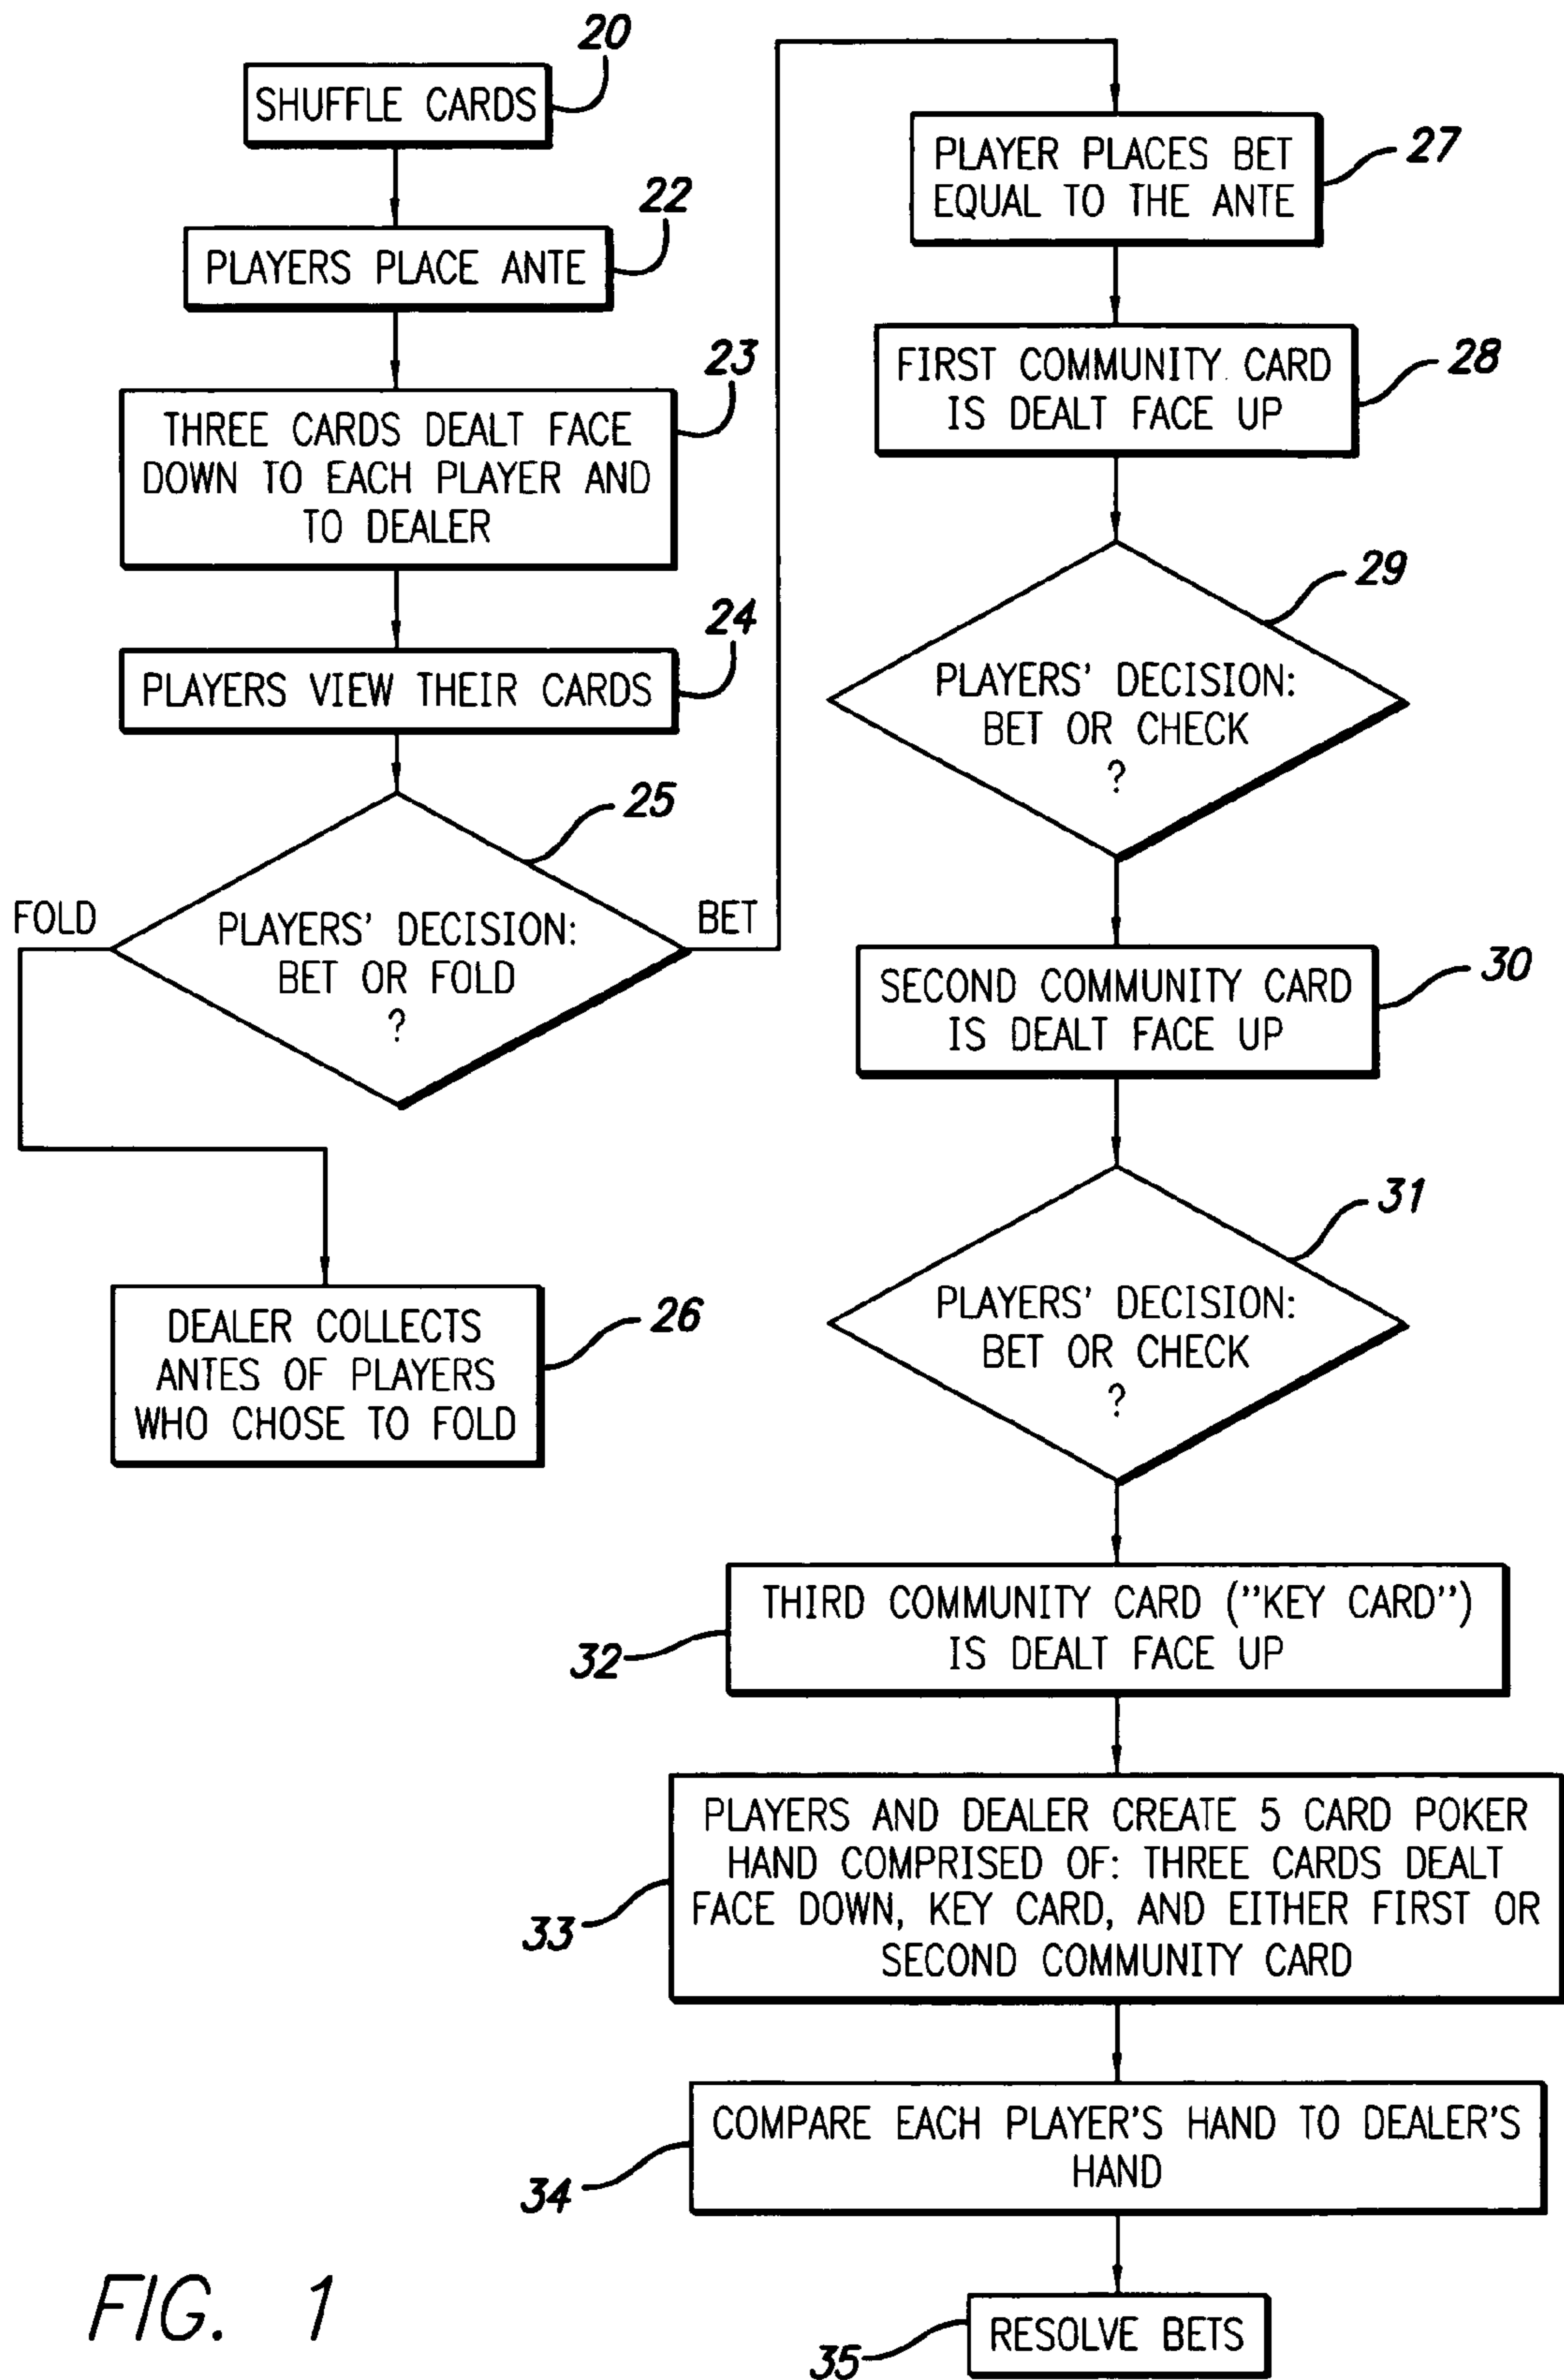 20
SHUFFLE CARDS
22
PLAYERS PLACE ANTE
23
THREE CARDS DEALT FACE
DOWN TO EACH PLAYER AND
TO DEALER
24
PLAYERS VIEW THEIR CARDS
25
FOLD
PLAYERS' DECISION:
BET OR FOLD
?
BET
DEALER COLLECTS
ANTES OF PLAYERS
WHO CHOSE TO FOLD
26
PLAYER PLACES BET
EQUAL TO THE ANTE
27
FIRST COMMUNITY CARD
IS DEALT FACE UP
28
29
PLAYERS' DECISION:
BET OR CHECK
?
SECOND COMMUNITY CARD
IS DEALT FACE UP
30
31
PLAYERS' DECISION:
BET OR CHECK
?
THIRD COMMUNITY CARD ("KEY CARD")
IS DEALT FACE UP
32
PLAYERS AND DEALER CREATE 5 CARD POKER
HAND COMPRISED OF: THREE CARDS DEALT
FACE DOWN, KEY CARD, AND EITHER FIRST OR
SECOND COMMUNITY CARD
33
COMPARE EACH PLAYER'S HAND TO DEALER'S
HAND
34
RESOLVE BETS
35
FIG. 1